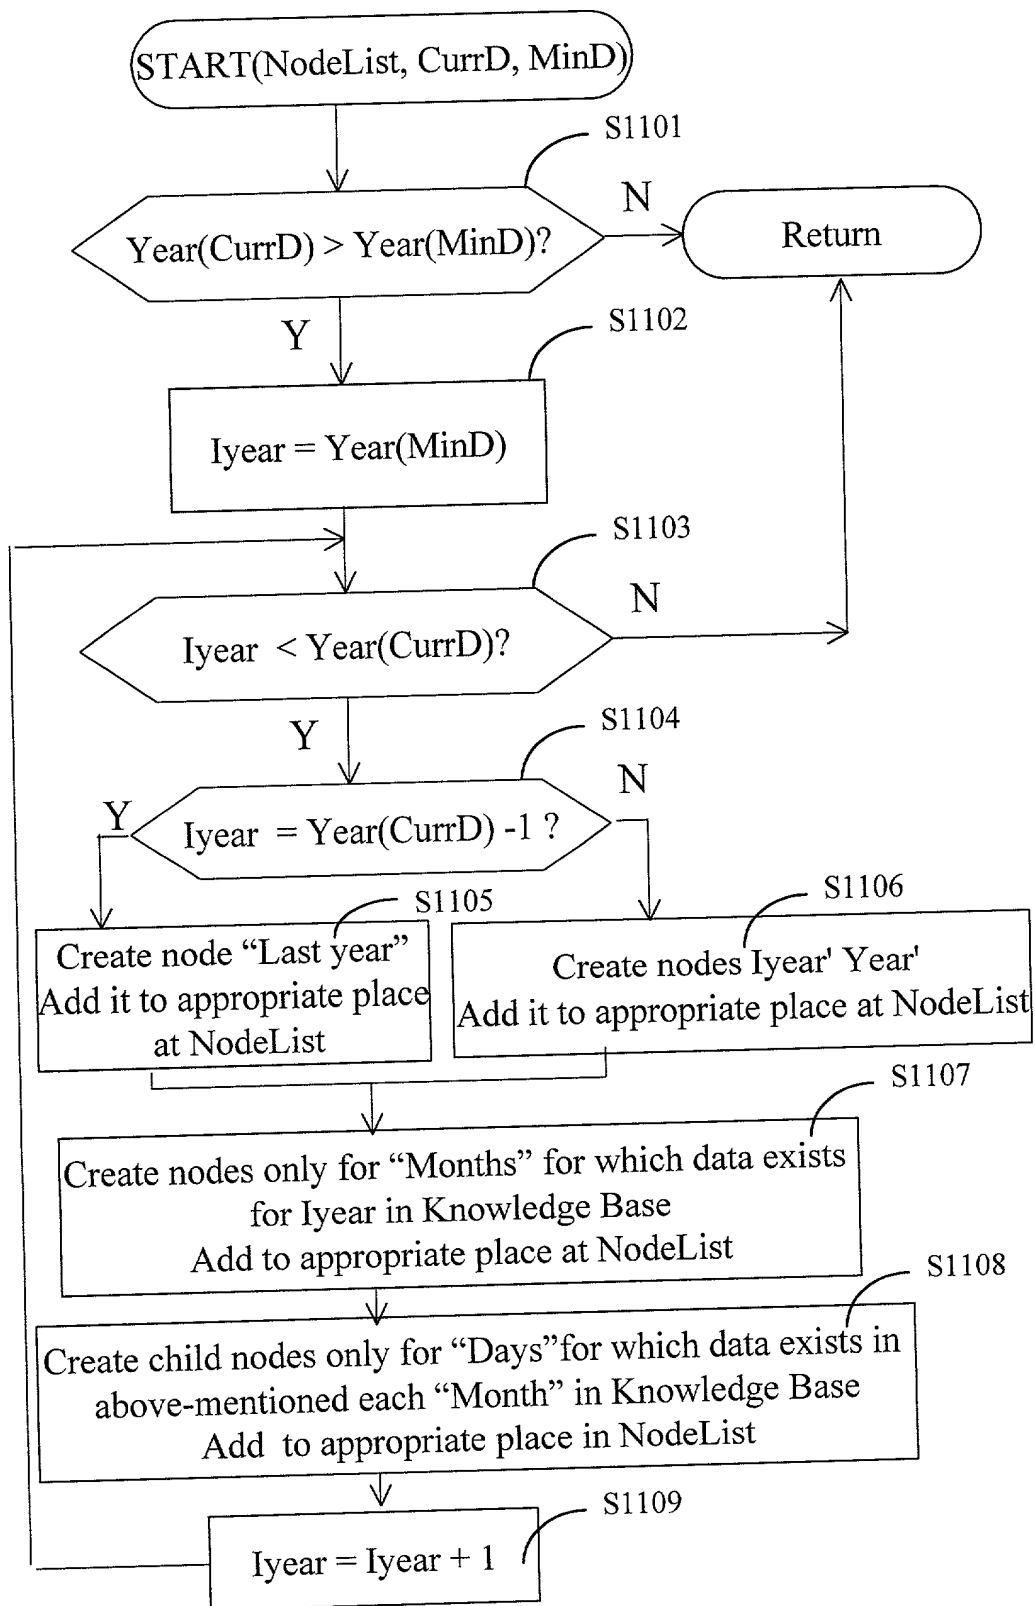 START(NodeList, CurrD, MinD)
S1101
Year(CurrD) > Year(MinD)?
N
Return
Y
S1102
Iyear = Year(MinD)
S1103
Iyear < Year(CurrD)?
N
Y
S1104
Iyear = Year(CurrD) -1 ?
Y
N
S1105
Create node “Last year”
Add it to appropriate place
at NodeList
S1106
Create nodes Iyear' Year'
Add it to appropriate place at NodeList
S1107
Create nodes only for “Months” for which data exists
for Iyear in Knowledge Base
Add to appropriate place at NodeList
S1108
Create child nodes only for “Days”for which data exists in
above-mentioned each “Month” in Knowledge Base
Add to appropriate place in NodeList
S1109
Iyear = Iyear + 1